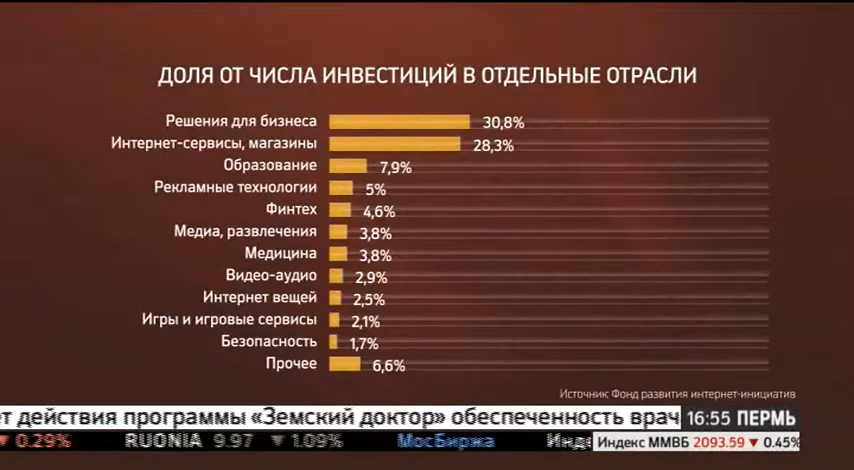 ДОЛЯ ОТ ЧИСЛА ИНВЕСТИЦИЙ В ОТДЕЛЬНЫЕ ОТРАСЛИ
Решения для бизнеса 30,8%
Интернет-сервисы, магазины 28,3%
Образование 7,9%
Рекламные технологии 5%
Финтех 4,6%
Медиа, развлечения 3,8%
Медицина 3,8%
Видео-аудио 2,9%
Интернет вещей 2,5%
Игры и игровые сервисы 2,1%
Безопасность 1,7%
Прочее 6,6%
Источник: Фонд развития интернет-инициатив
действия программы «Земский доктор» обеспеченность врач 16:55 ПЕРМЬ
▼ 0.29% RUONIA 9.97 ▼ 1.09% МосБиржа Индекс ММВБ 2093.59 ▼ 0.45%